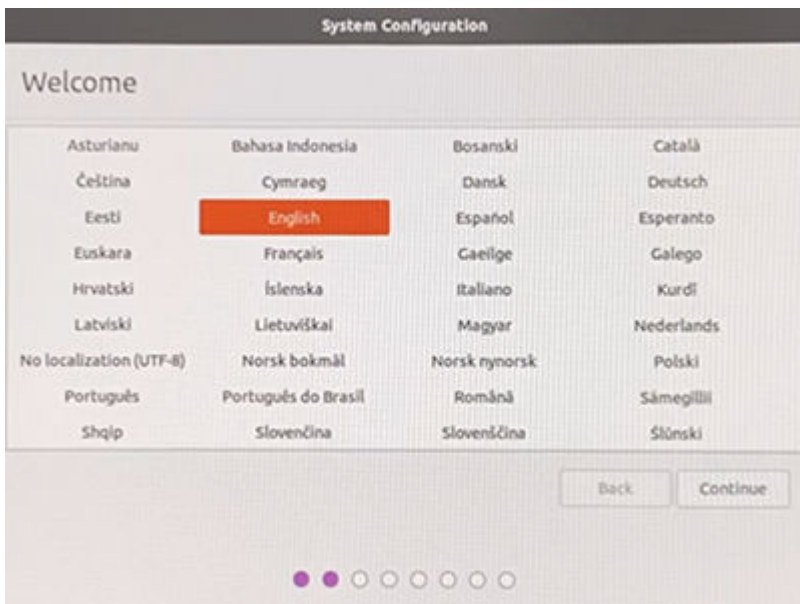 System Configuration
Welcome
Asturianu Bahasa Indonesia Bosanski Català
Čeština Cymraeg Dansk Deutsch
Eesti English Español Esperanto
Euskara Français Gaeilge Galego
Hrvatski Íslenska Italiano Kurdî
Latviski Lietuviškai Magyar Nederlands
No localization (UTF-8) Norsk bokmål Norsk nynorsk Polski
Português Português do Brasil Română Sámegillii
Shqip Slovenčina Slovenščina Ślůnski
Back Continue